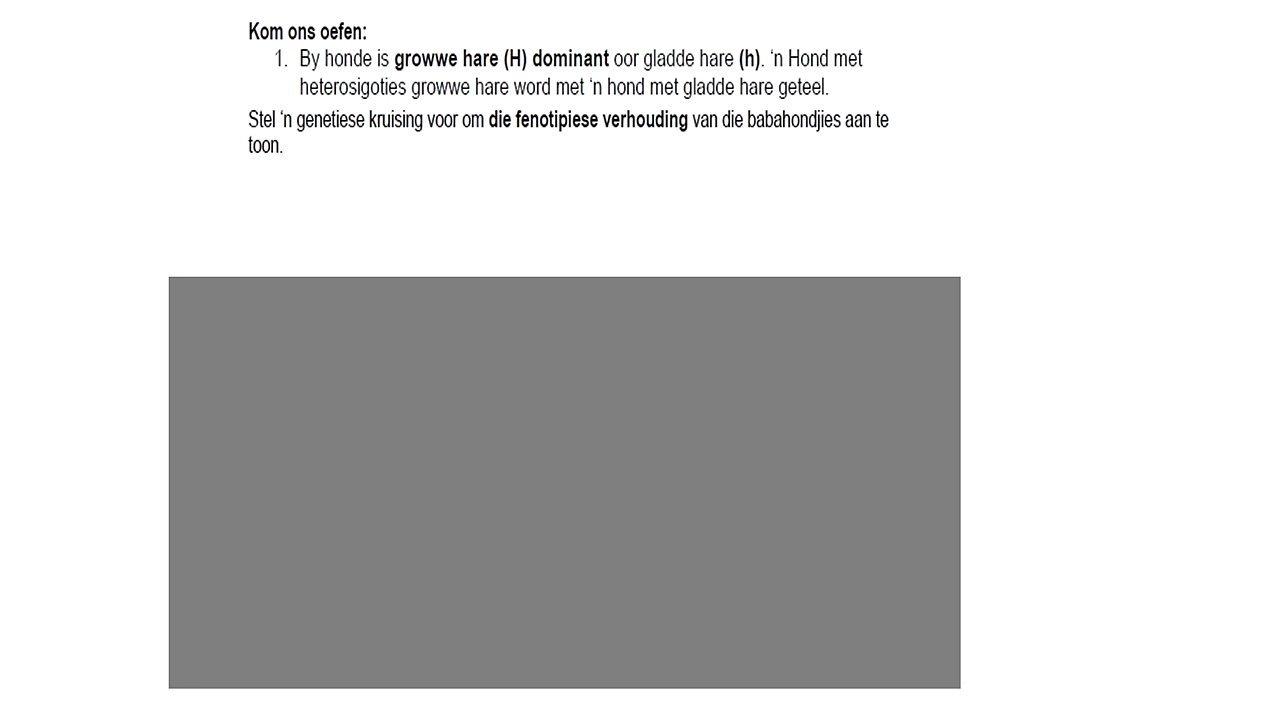 Kom ons oefen:
1. By honde is growwe hare (H) dominant oor gladde hare (h). ‘n Hond met
heterosigoties growwe hare word met ‘n hond met gladde hare geteel.
Stel ‘n genetiese kruising voor om die fenotipiese verhouding van die babahondjies aan te
toon.